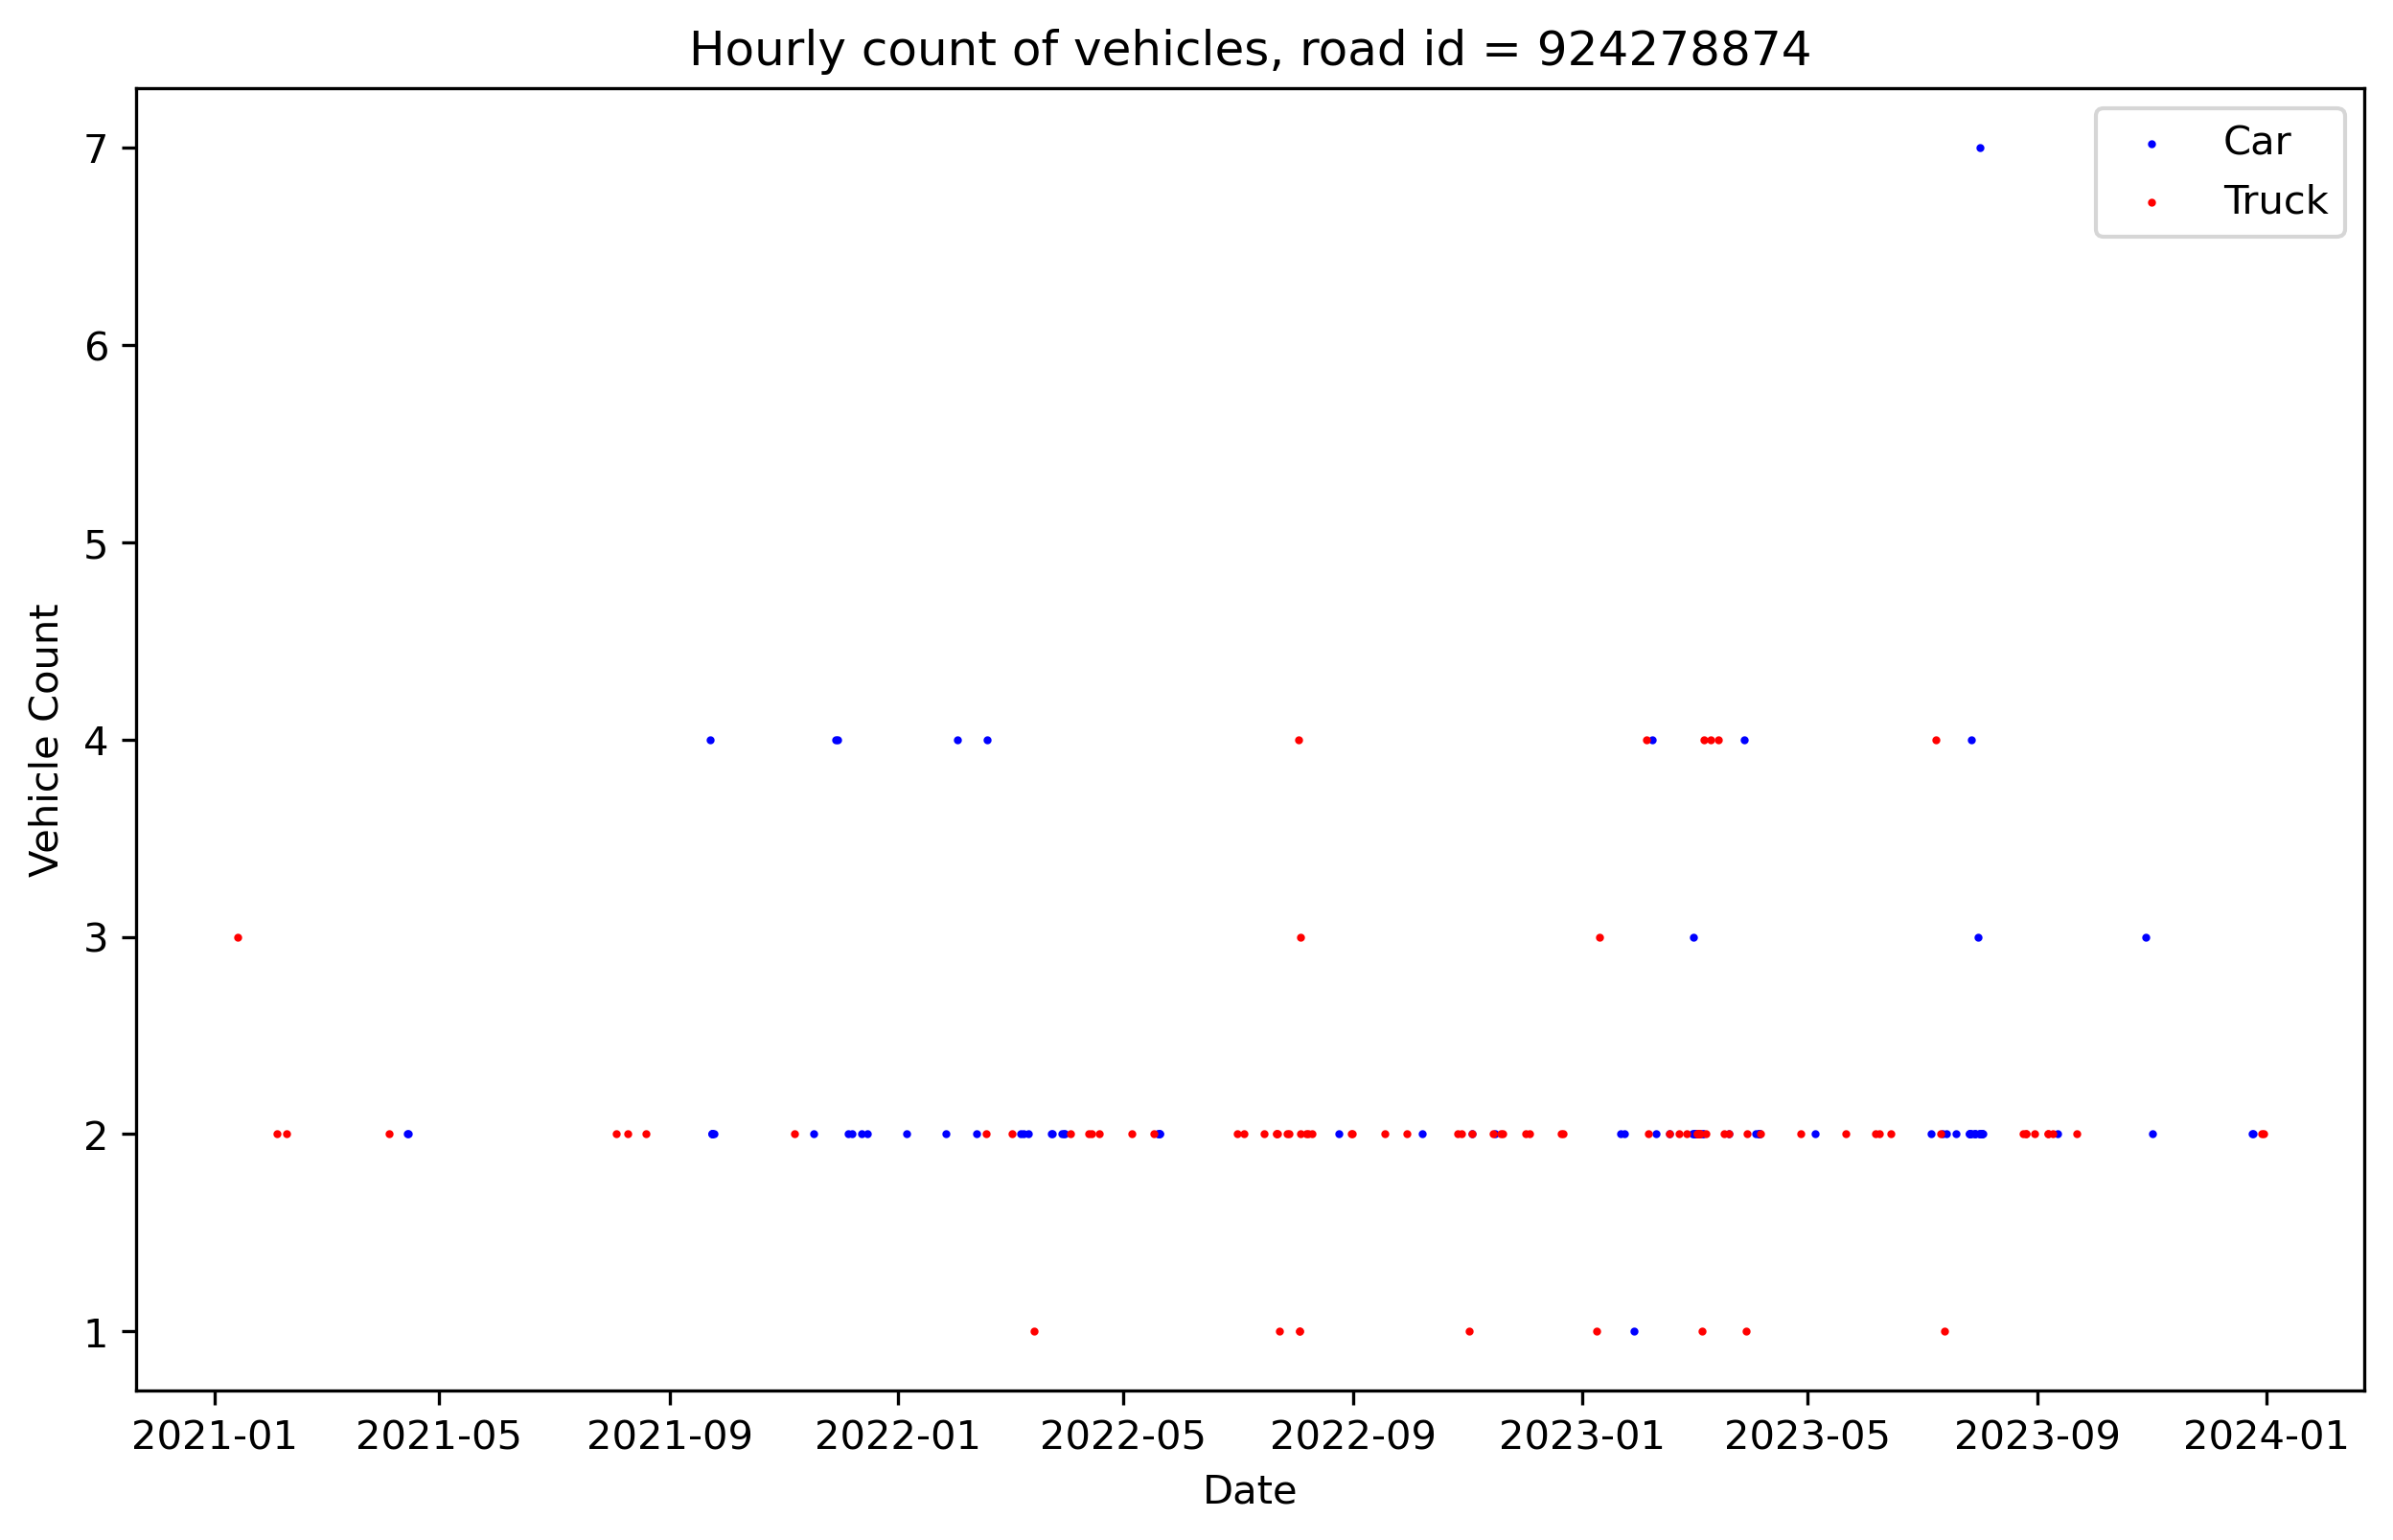 Hourly count of vehicles, road id = 924278874
Car
Truck
Vehicle Count
7
6
5
4
3
2
1
2021-01 2021-05 2021-09 2022-01 2022-05 2022-09 2023-01 2023-05 2023-09 2024-01
Date